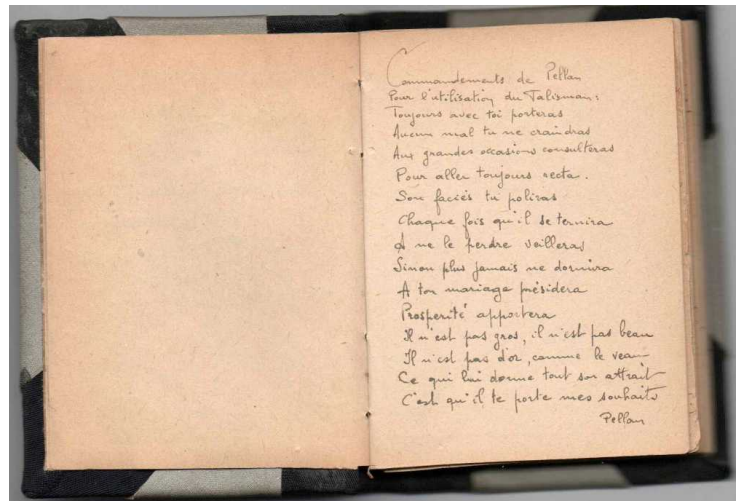 Commandements de Pellan
Pour l'utilisation du Talisman :
Toujours avec toi porteras
Aucun mal tu ne craindras
Aux grandes occasions consulteras
Pour aller toujours recta.
Son faciès tu poliras
Chaque fois qu'il se ternira
A ne le perdre veilleras
Sinon plus jamais ne dormira
A ton mariage présidera
Prosperité apportera
Il n'est pas gros, il n'est pas beau
Il n'est pas d'or, comme le veau
Ce qui lui donne tout son attrait
C'est qu'il te porte mes souhaits
Pellan